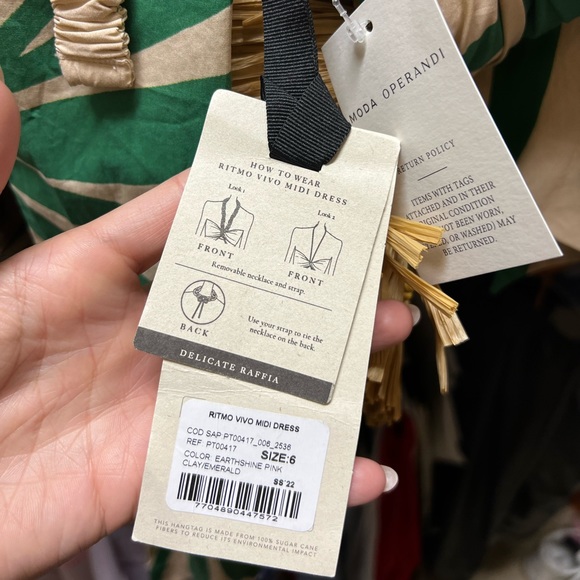 HOW TO WEAR
RITMO VIVO MIDI DRESS
Look 1
Look 2
FRONT
FRONT
Removable necklace and strap.
BACK
Use your strap to tie the
necklace on the back.
DELICATE RAFFIA
RITMO VIVO MIDI DRESS
COD SAP PT00417_006_2536
REF PT00417
SIZE:6
COLOR: EARTHSHINE PINK
CLAY/EMERALD
SS'22
7704890447572
THIS HANGTAG IS MADE FROM 100% SUGAR CANE
FIBERS TO REDUCE ITS ENVIRONMENTAL IMPACT
MODA OPERANDI
RETURN POLICY
ITEMS WITH TAGS
ATTACHED AND IN THEIR
ORIGINAL CONDITION
NOT BEEN WORN,
OR WASHED) MAY
BE RETURNED.